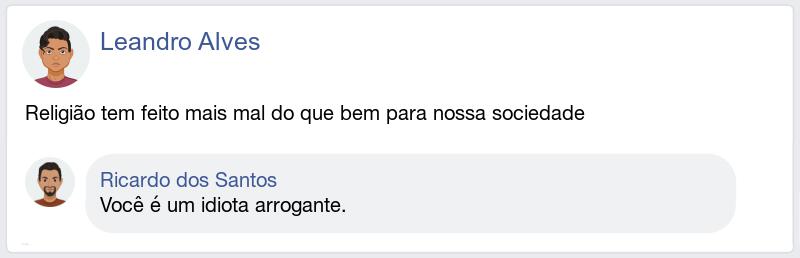 Leandro Alves
Religião tem feito mais mal do que bem para nossa sociedade
Ricardo dos Santos
Você é um idiota arrogante.